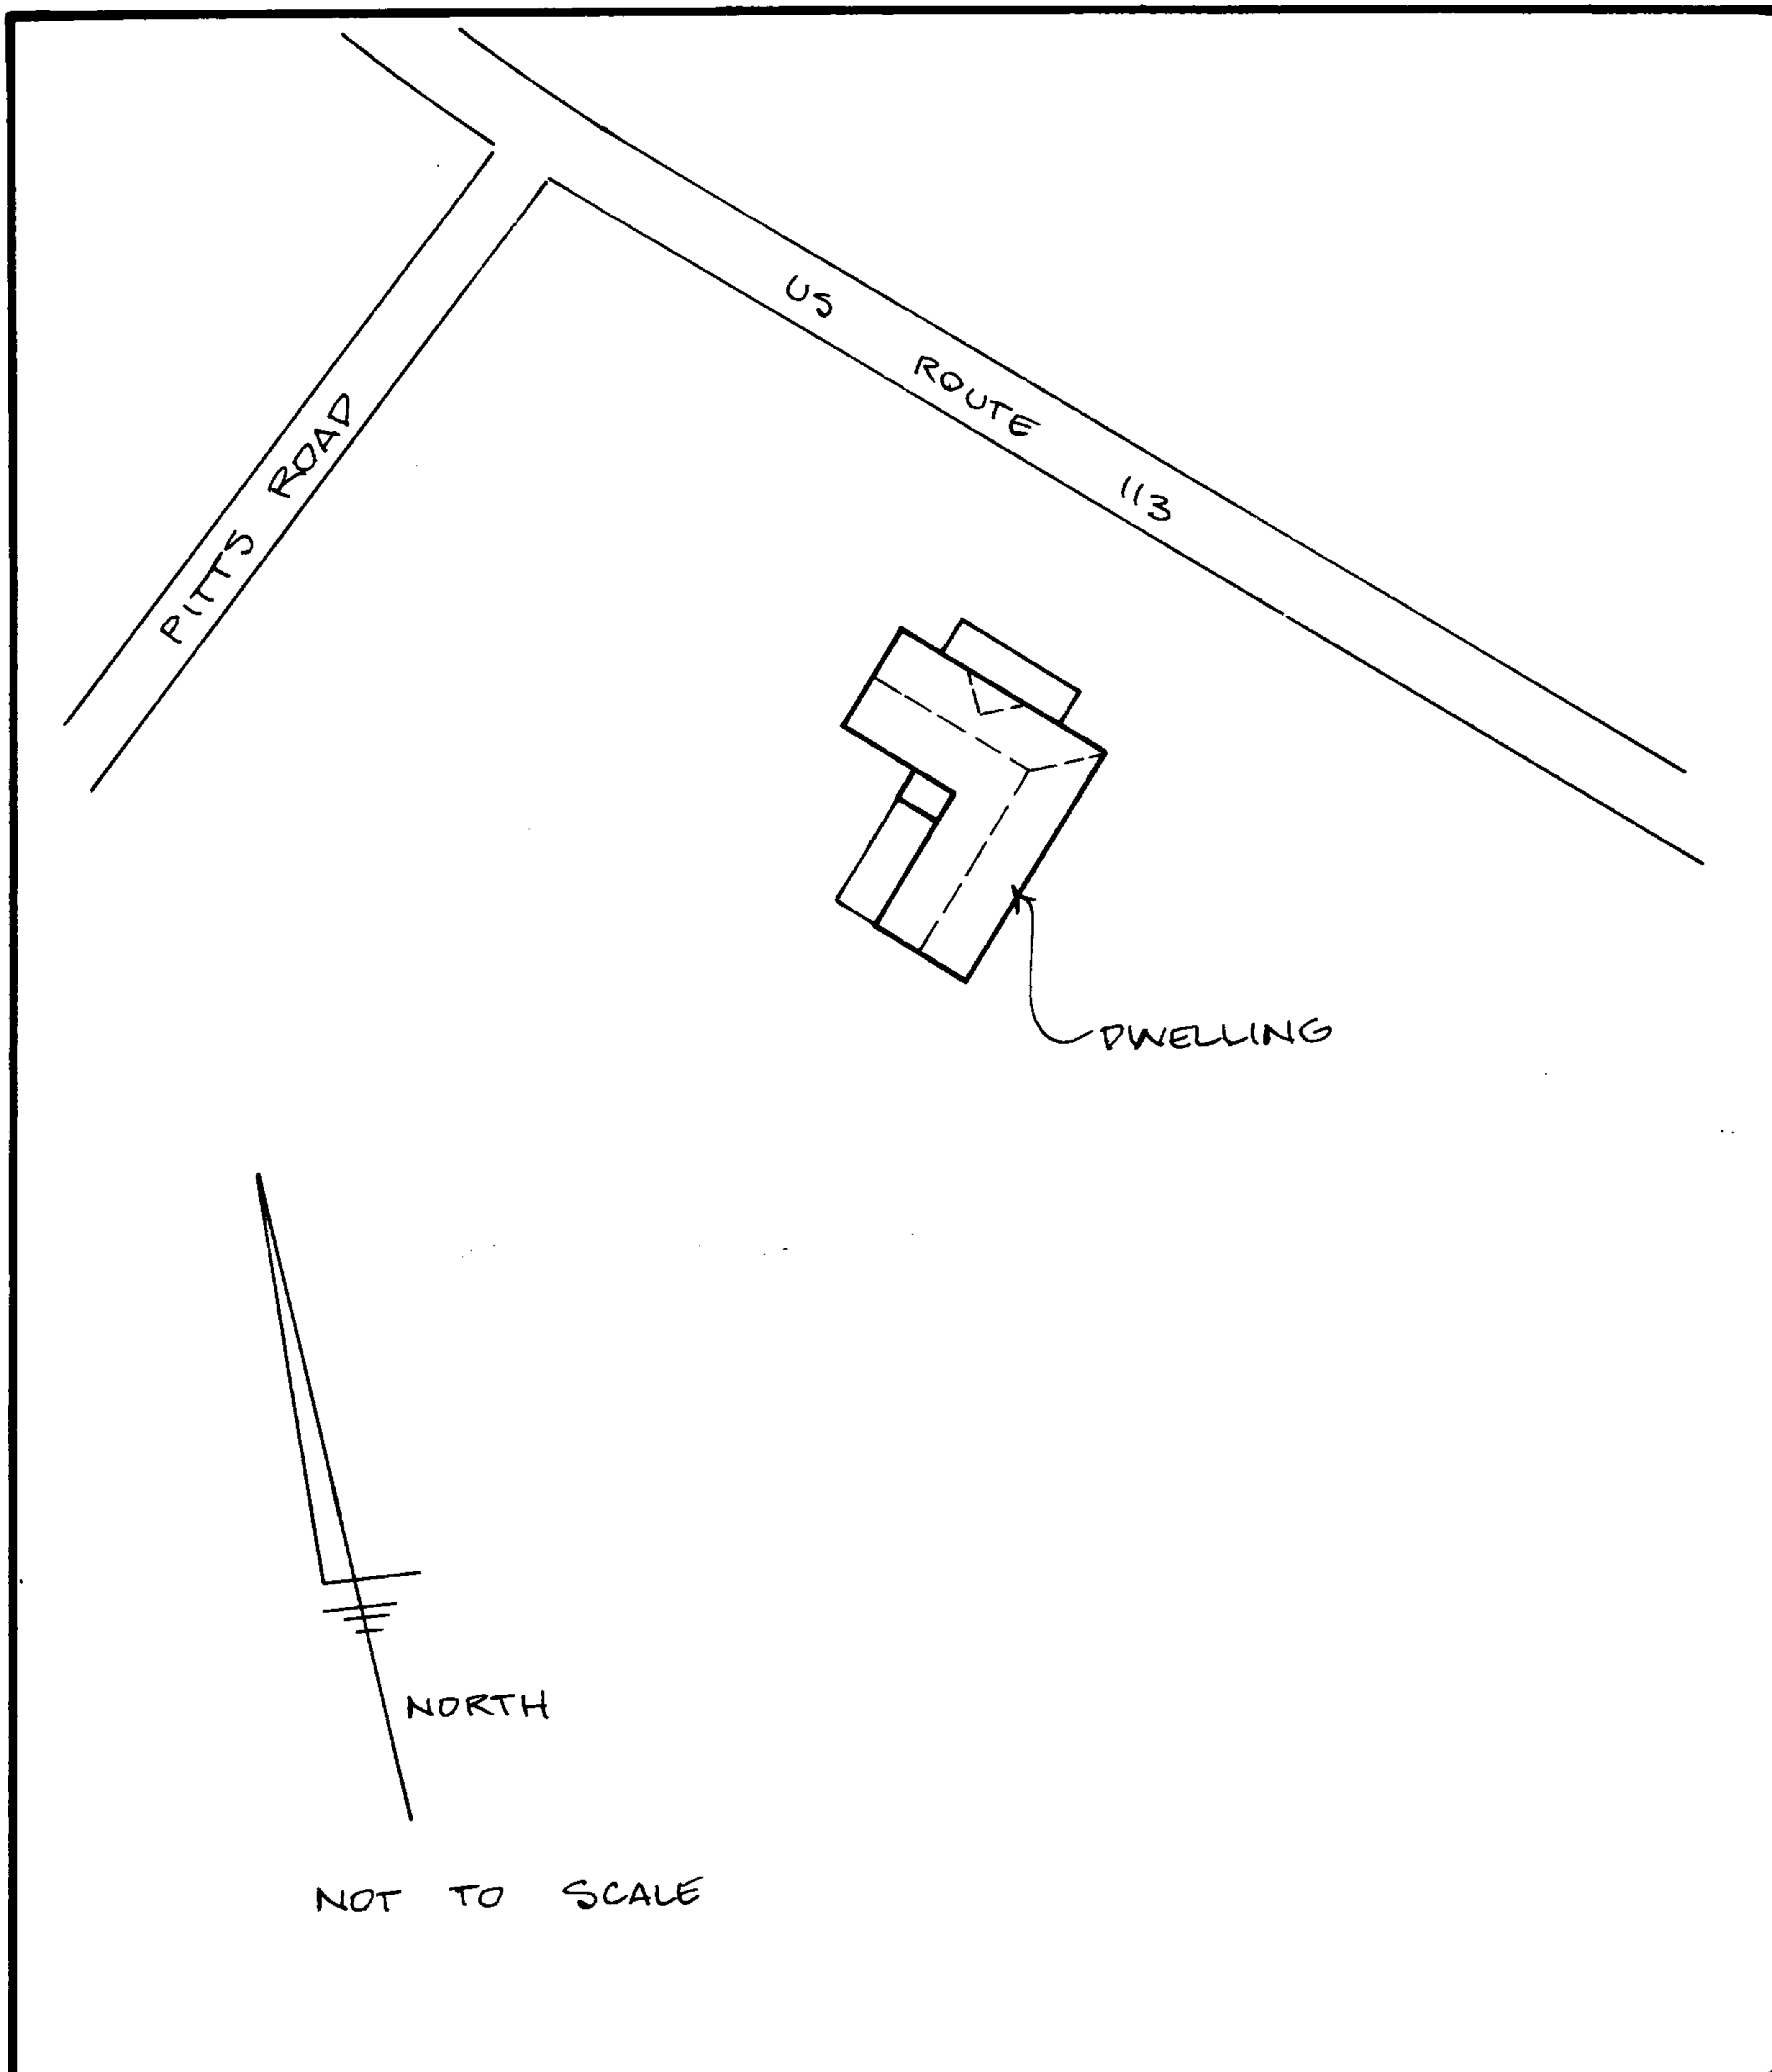 US ROUTE 113
PITTS ROAD
DWELLING
NORTH
NOT TO SCALE